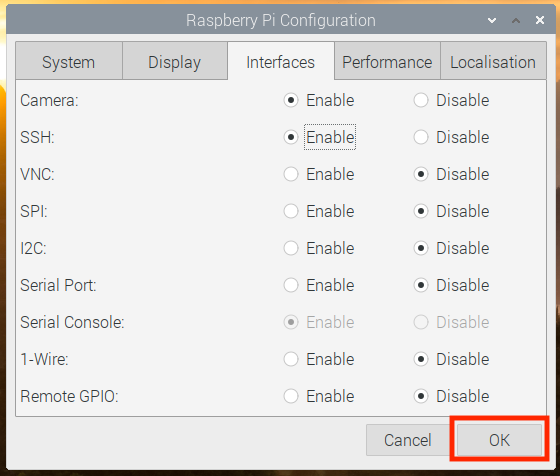 Raspberry Pi Configuration
System Display Interfaces Performance Localisation
Camera: Enable Disable
SSH: Enable Disable
VNC: Enable Disable
SPI: Enable Disable
I2C: Enable Disable
Serial Port: Enable Disable
Serial Console: Enable Disable
1-Wire: Enable Disable
Remote GPIO: Enable Disable
Cancel OK